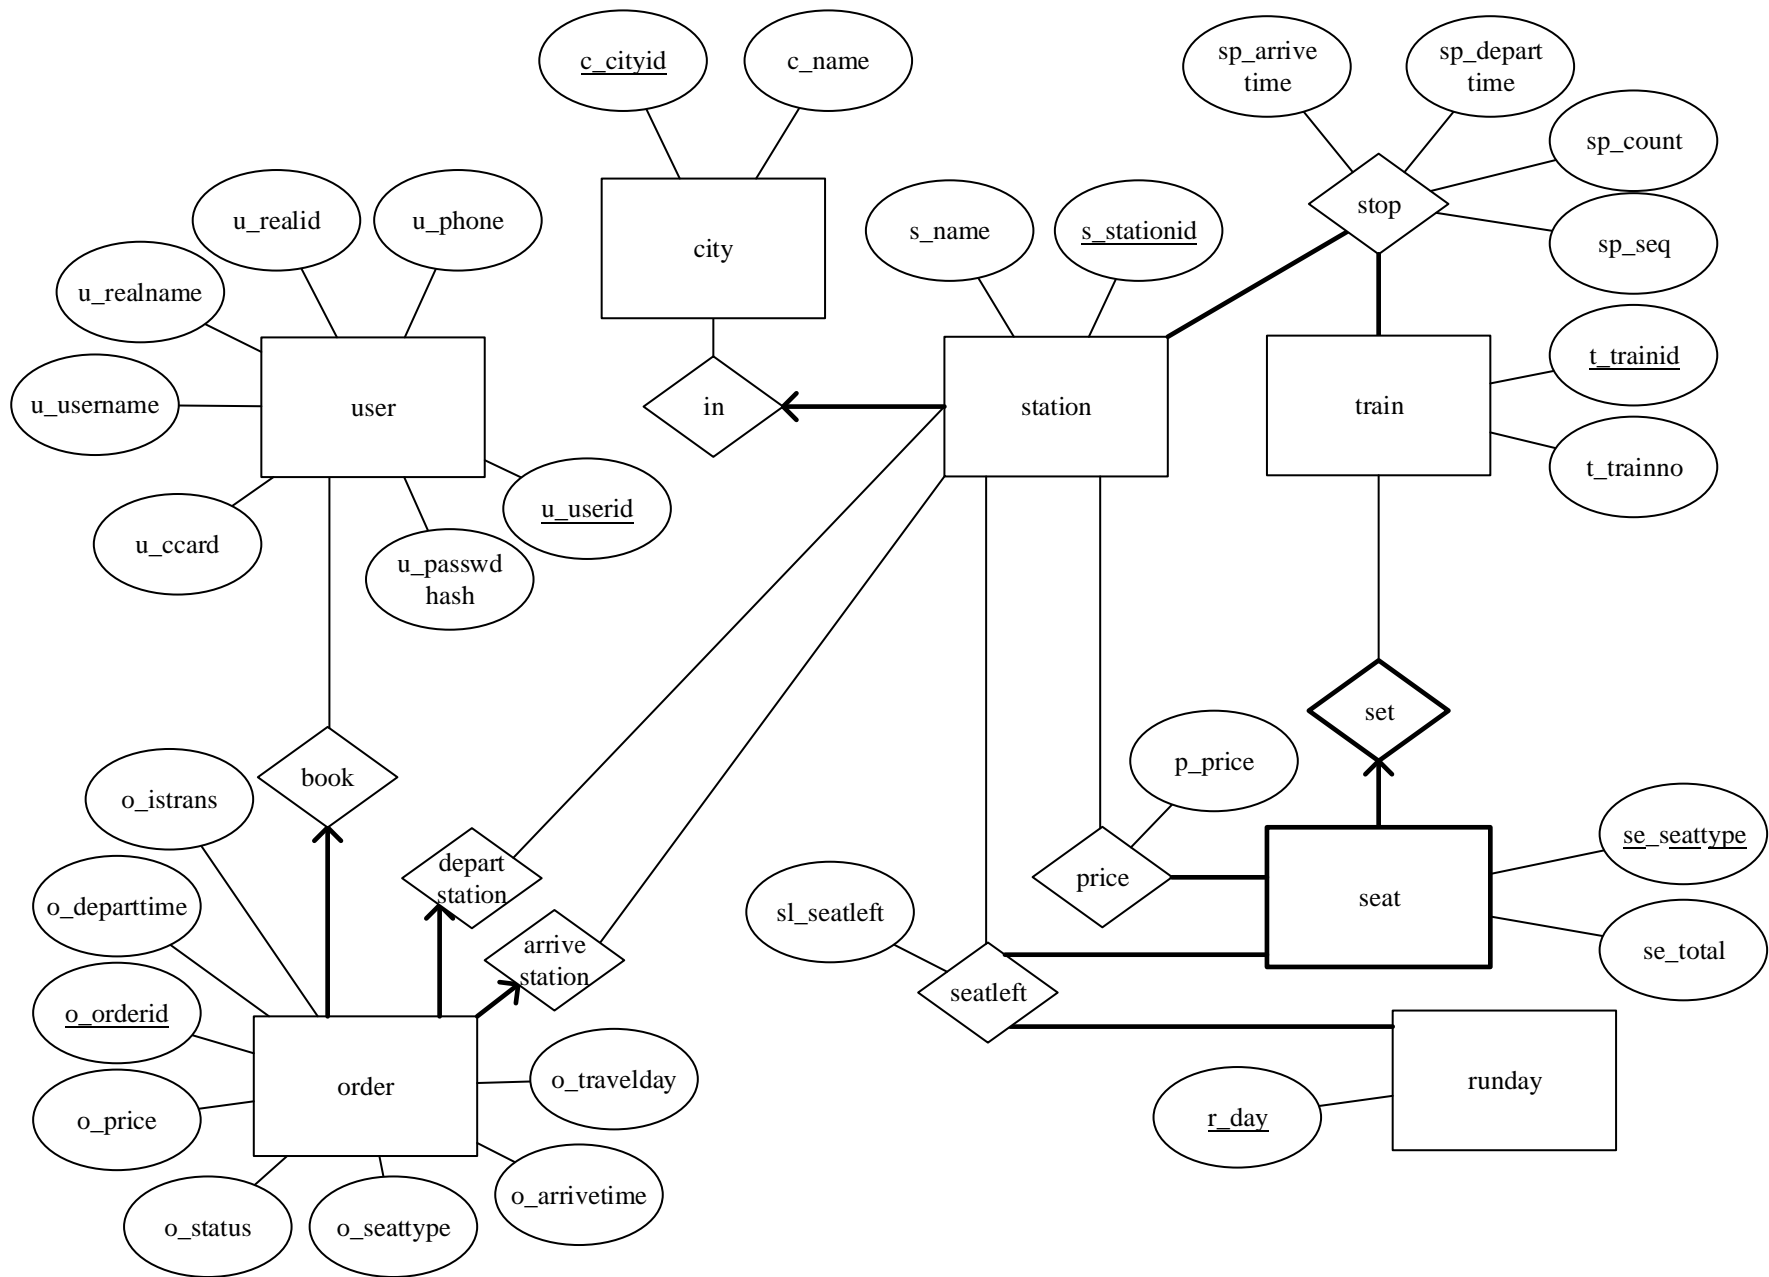 c_cityid
c_name
sp_arrive
time
sp_depart
time
sp_count
stop
sp_seq
city
s_name
s_stationid
u_realid
u_phone
u_realname
u_username
user
in
station
train
t_trainid
t_trainno
u_userid
u_ccard
u_passwd
hash
set
book
o_istrans
depart
station
p_price
price
se_seattype
seat
se_total
o_departtime
arrive
station
sl_seatleft
seatleft
o_orderid
order
o_travelday
runday
o_price
r_day
o_arrivetime
o_status
o_seattype